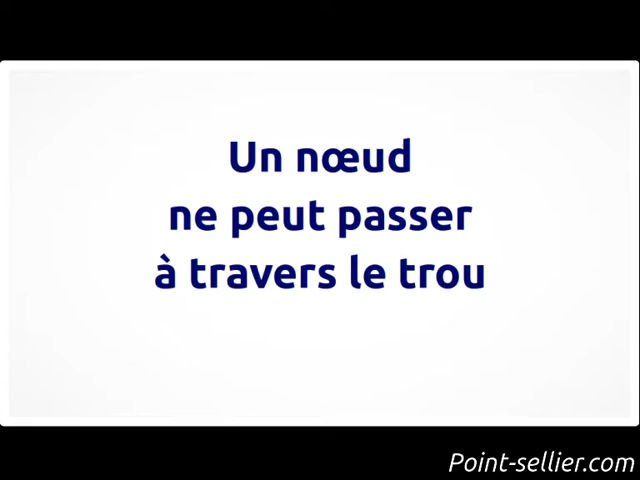 Un nœud
ne peut passer
à travers le trou
Point-sellier.com